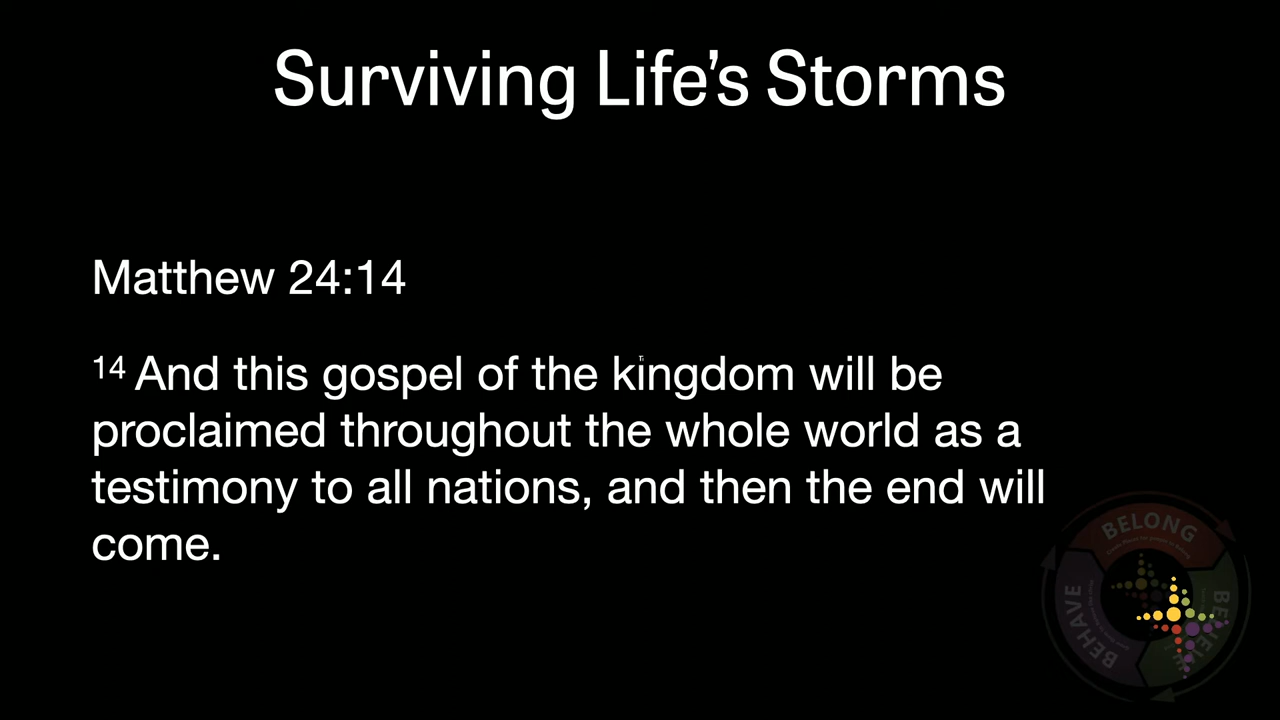 Surviving Life’s Storms
Matthew 24:14
14 And this gospel of the kingdom will be
proclaimed throughout the whole world as a
testimony to all nations, and then the end will
come.
BELONG
BEHAVE